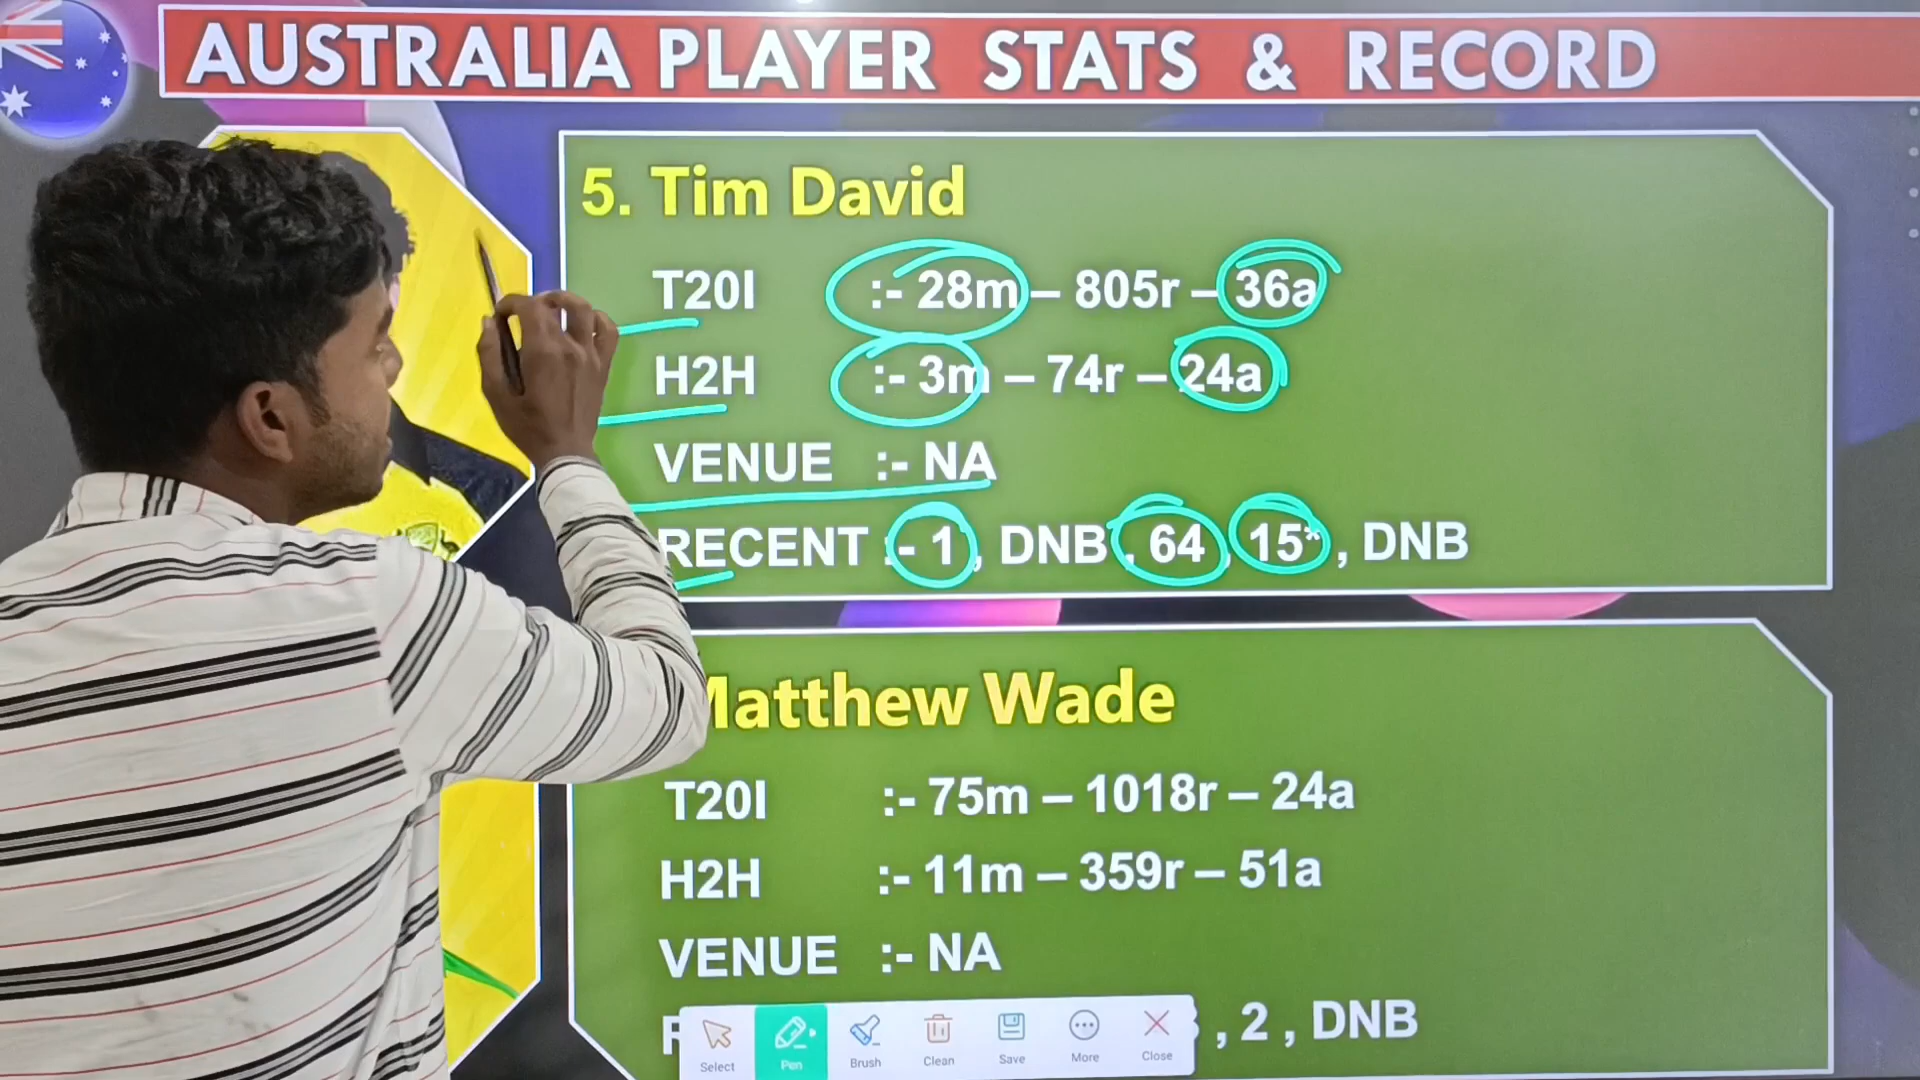 AUSTRALIA PLAYER STATS & RECORD
5. Tim David
T20I :- 28m – 805r – 36a
H2H :- 3m – 74r – 24a
VENUE :- NA
RECENT :- 1 , DNB , 64 , 15* , DNB
Matthew Wade
T20I :- 75m – 1018r – 24a
H2H :- 11m – 359r – 51a
VENUE :- NA
, 2 , DNB
Select Pen Brush Clean Save More Close